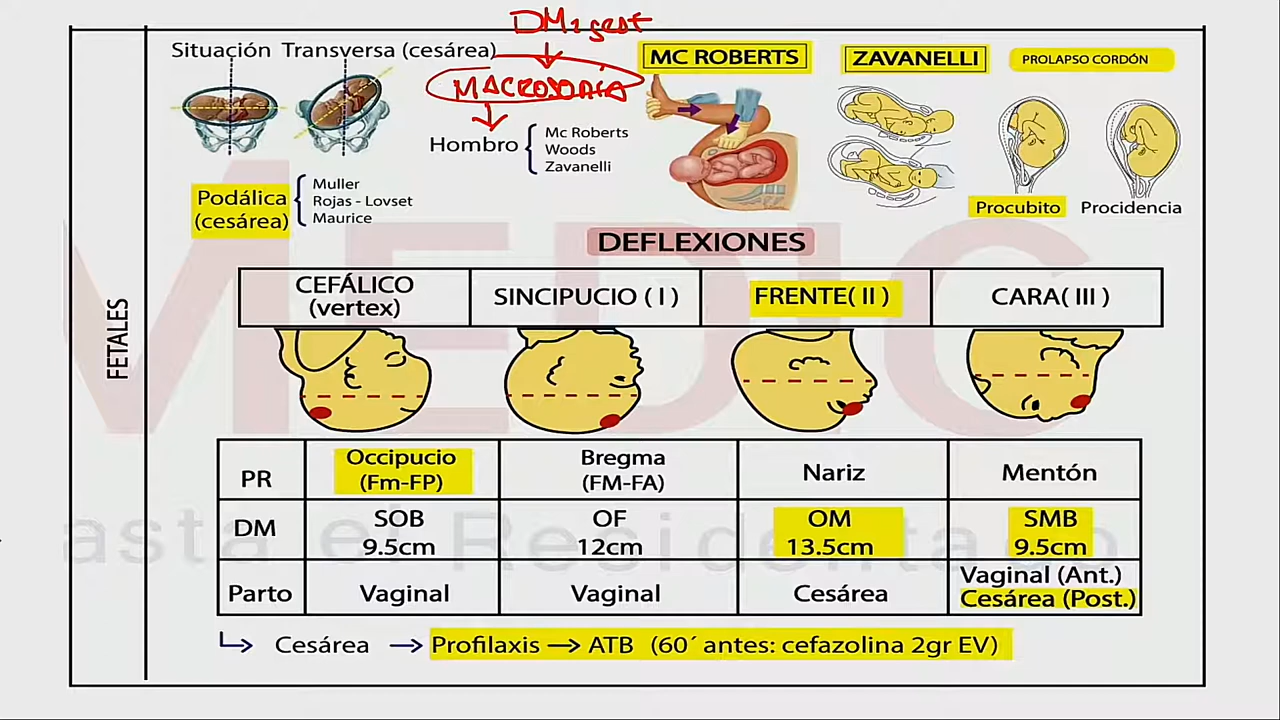 DM₂ gest
Situación Transversa (cesárea)
MACROSOMÍA
MC ROBERTS
ZAVANELLI
PROLAPSO CORDÓN
Hombro
Mc Roberts
Woods
Zavanelli
Podálica
(cesárea)
Muller
Rojas - Lovset
Maurice
Procubito
Procidencia
DEFLEXIONES
FETALES
CEFÁLICO
(vertex)
SINCIPUCIO ( I )
FRENTE( II )
CARA( III )
PR
Occipucio
(Fm-FP)
Bregma
(FM-FA)
Nariz
Mentón
DM
SOB
9.5cm
OF
12cm
OM
13.5cm
SMB
9.5cm
Parto
Vaginal
Vaginal
Cesárea
Vaginal (Ant.)
Cesárea (Post.)
Cesárea → Profilaxis → ATB (60´ antes: cefazolina 2gr EV)